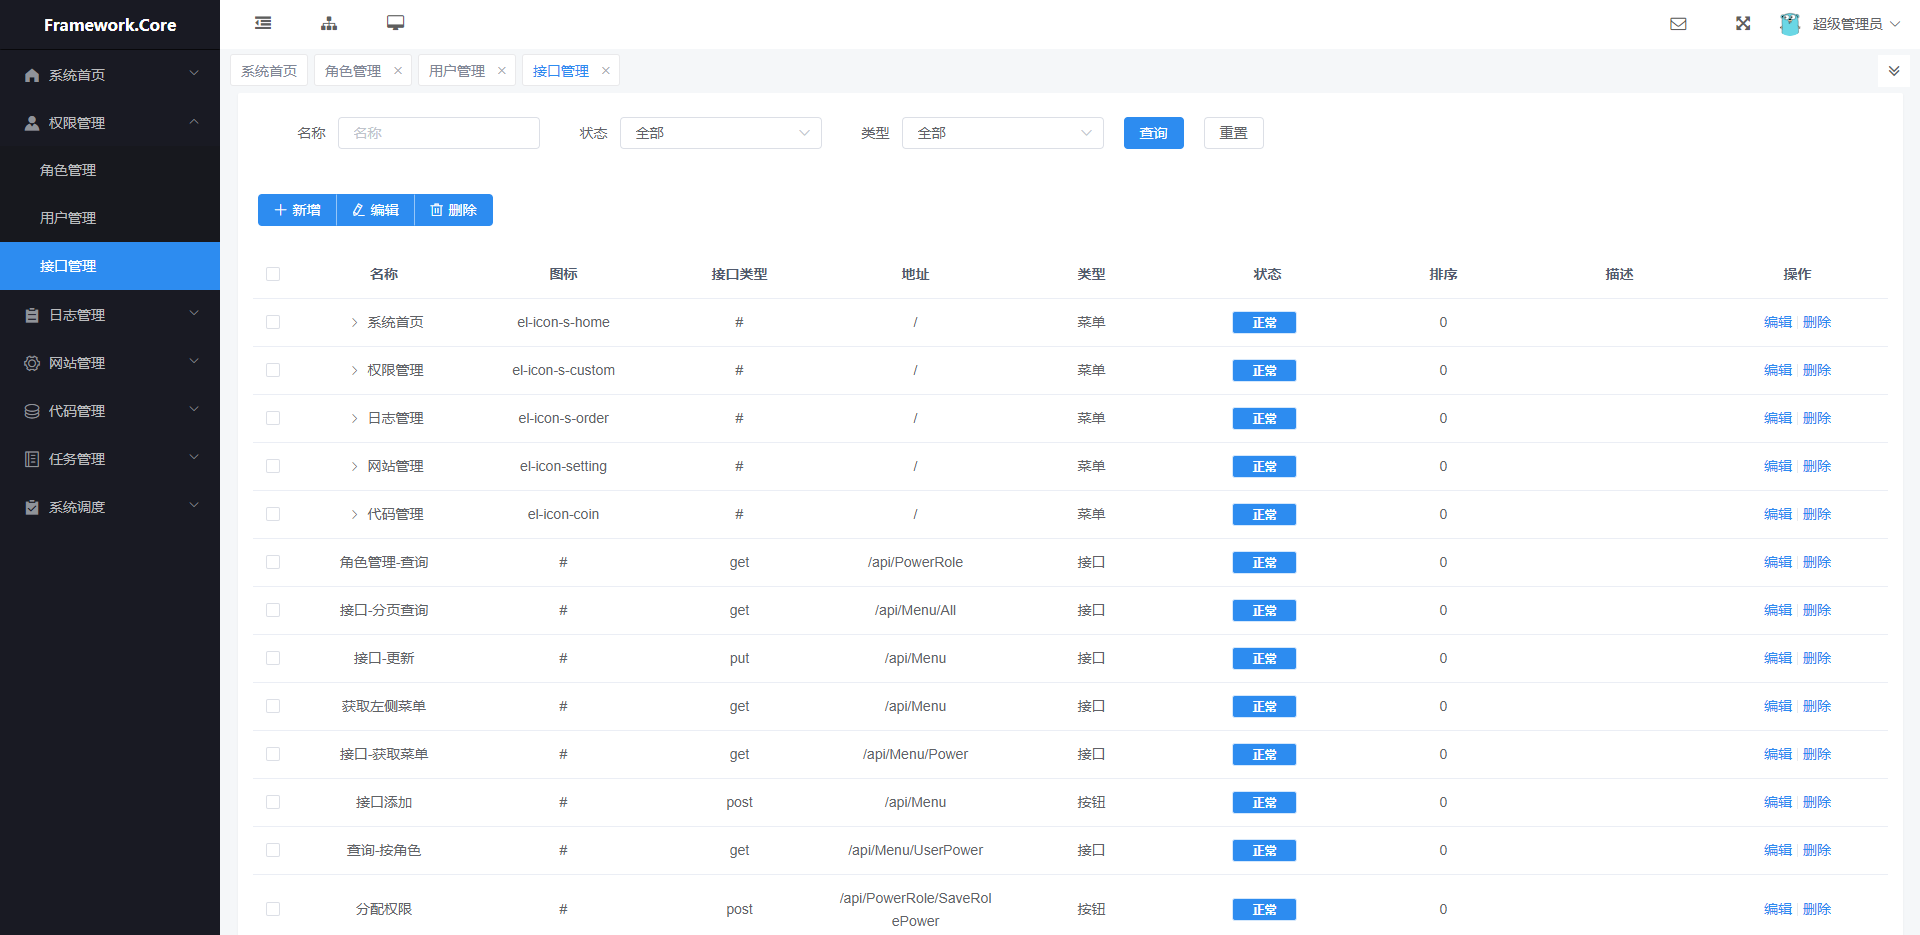 Framework.Core
超级管理员
系统首页
权限管理
角色管理
用户管理
接口管理
日志管理
网站管理
代码管理
任务管理
系统调度
系统首页 角色管理 用户管理 接口管理
名称 名称 状态 全部 类型 全部 查询 重置
新增 编辑 删除
名称 图标 接口类型 地址 类型 状态 排序 描述 操作
系统首页 el-icon-s-home # / 菜单 正常 0 编辑 删除
权限管理 el-icon-s-custom # / 菜单 正常 0 编辑 删除
日志管理 el-icon-s-order # / 菜单 正常 0 编辑 删除
网站管理 el-icon-setting # / 菜单 正常 0 编辑 删除
代码管理 el-icon-coin # / 菜单 正常 0 编辑 删除
角色管理-查询 # get /api/PowerRole 接口 正常 0 编辑 删除
接口-分页查询 # get /api/Menu/All 接口 正常 0 编辑 删除
接口-更新 # put /api/Menu 接口 正常 0 编辑 删除
获取左侧菜单 # get /api/Menu 接口 正常 0 编辑 删除
接口-获取菜单 # get /api/Menu/Power 接口 正常 0 编辑 删除
接口添加 # post /api/Menu 按钮 正常 0 编辑 删除
查询-按角色 # get /api/Menu/UserPower 接口 正常 0 编辑 删除
分配权限 # post /api/PowerRole/SaveRol
ePower 按钮 正常 0 编辑 删除